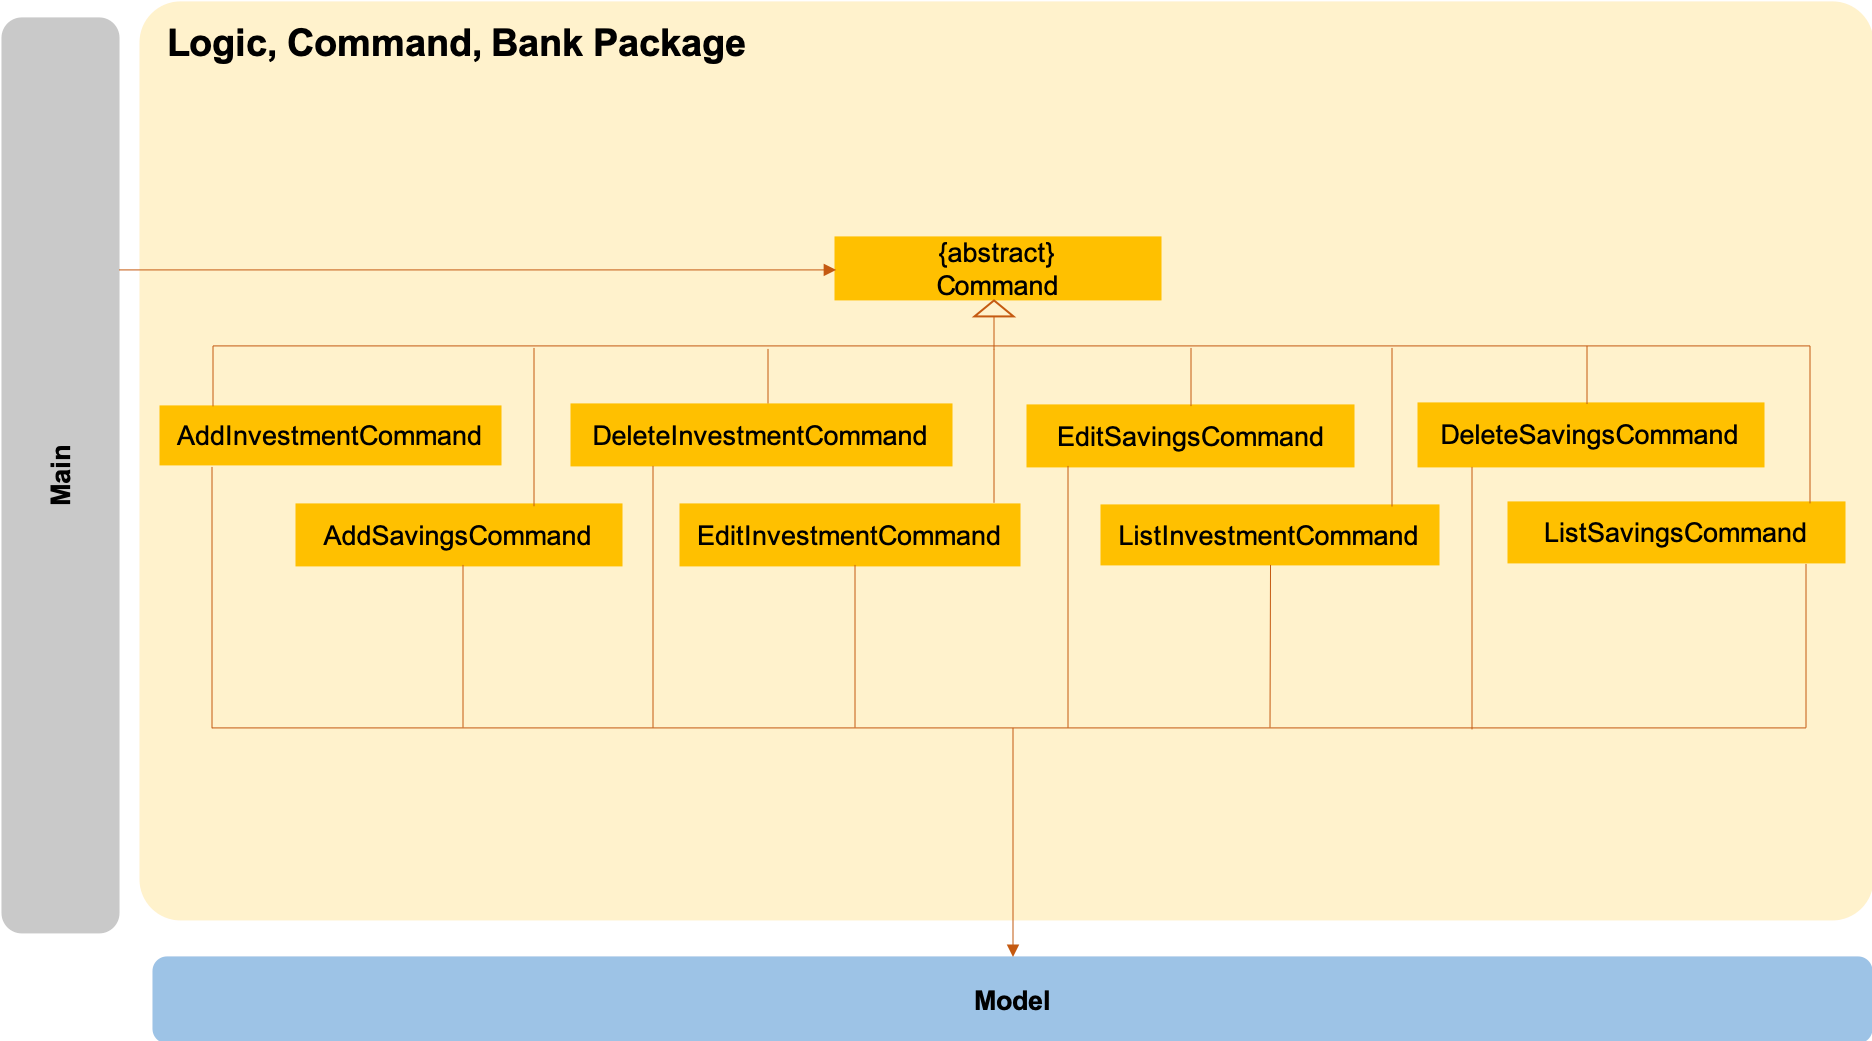 Logic, Command, Bank Package
{abstract}
Command
AddInvestmentCommand
DeleteInvestmentCommand
EditSavingsCommand
DeleteSavingsCommand
Main
AddSavingsCommand
EditInvestmentCommand
ListInvestmentCommand
ListSavingsCommand
Model